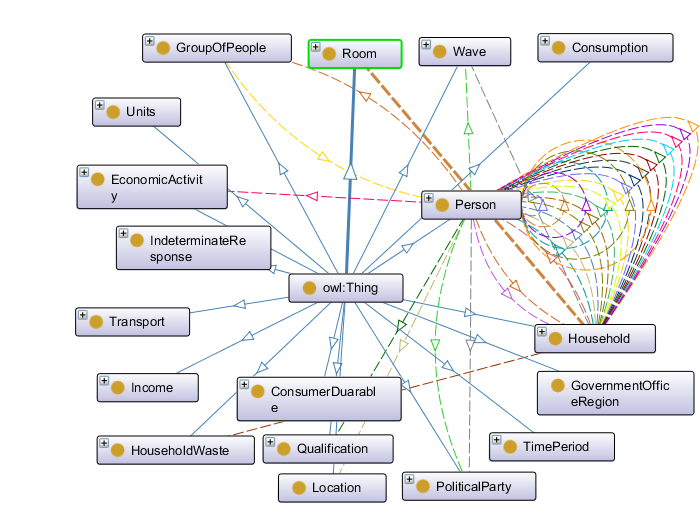 GroupOfPeople
Room
Wave
Consumption
Units
EconomicActivit
y
Person
IndeterminateRe
sponse
owl:Thing
Transport
Household
Income
ConsumerDuarabl
e
GovernmentOffic
eRegion
HouseholdWaste
Qualification
TimePeriod
Location
PoliticalParty